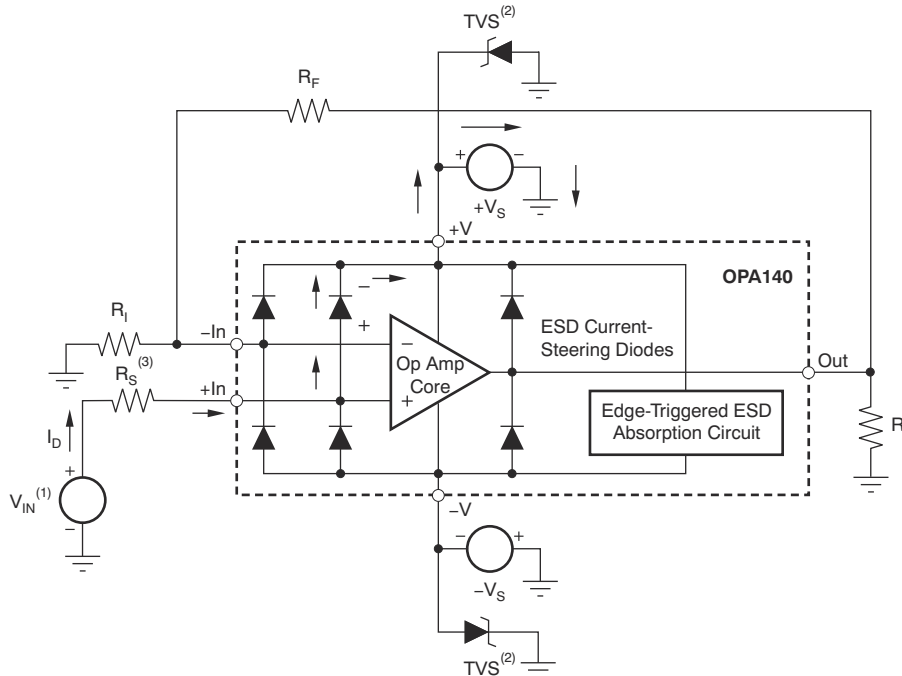 TVS(2)
RF
+ −
+VS
+V
OPA140
−
+
RI
−In
ESD Current-
Steering Diodes
−
Op Amp
Core
+
Out
RS(3)
+In
Edge-Triggered ESD
Absorption Circuit
R
ID
+
VIN(1)
−
−V
− +
−VS
TVS(2)